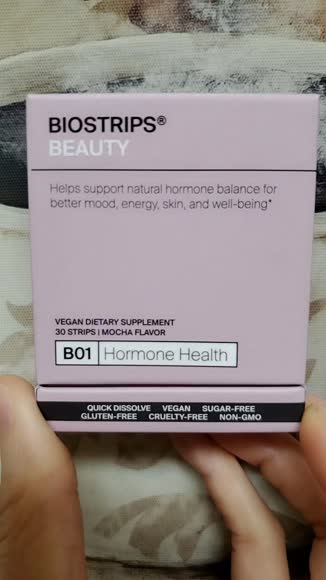 BIOSTRIPS®
BEAUTY
Helps support natural hormone balance for
better mood, energy, skin, and well-being*
VEGAN DIETARY SUPPLEMENT
30 STRIPS | MOCHA FLAVOR
B01 Hormone Health
QUICK DISSOLVE VEGAN SUGAR-FREE
GLUTEN-FREE CRUELTY-FREE NON-GMO